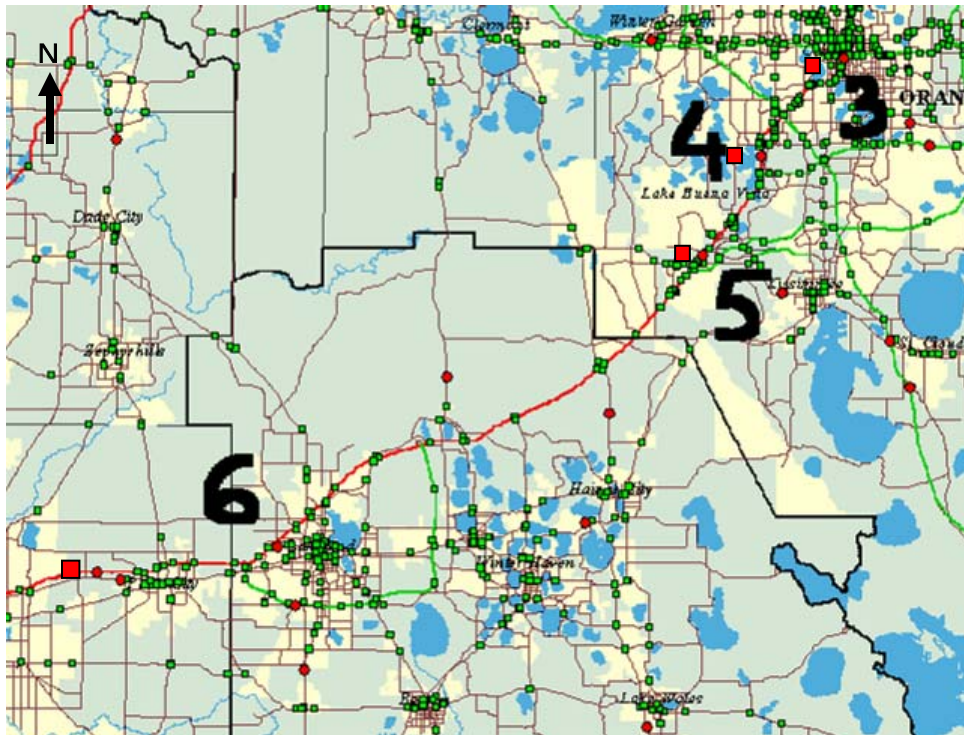 Clermont
Winter Garden
N
3
ORAN
4
Lake Buena Vista
Dade City
5
St. Cloud
Zephyrhills
6
Haines City
Winter Haven
Lake Wales